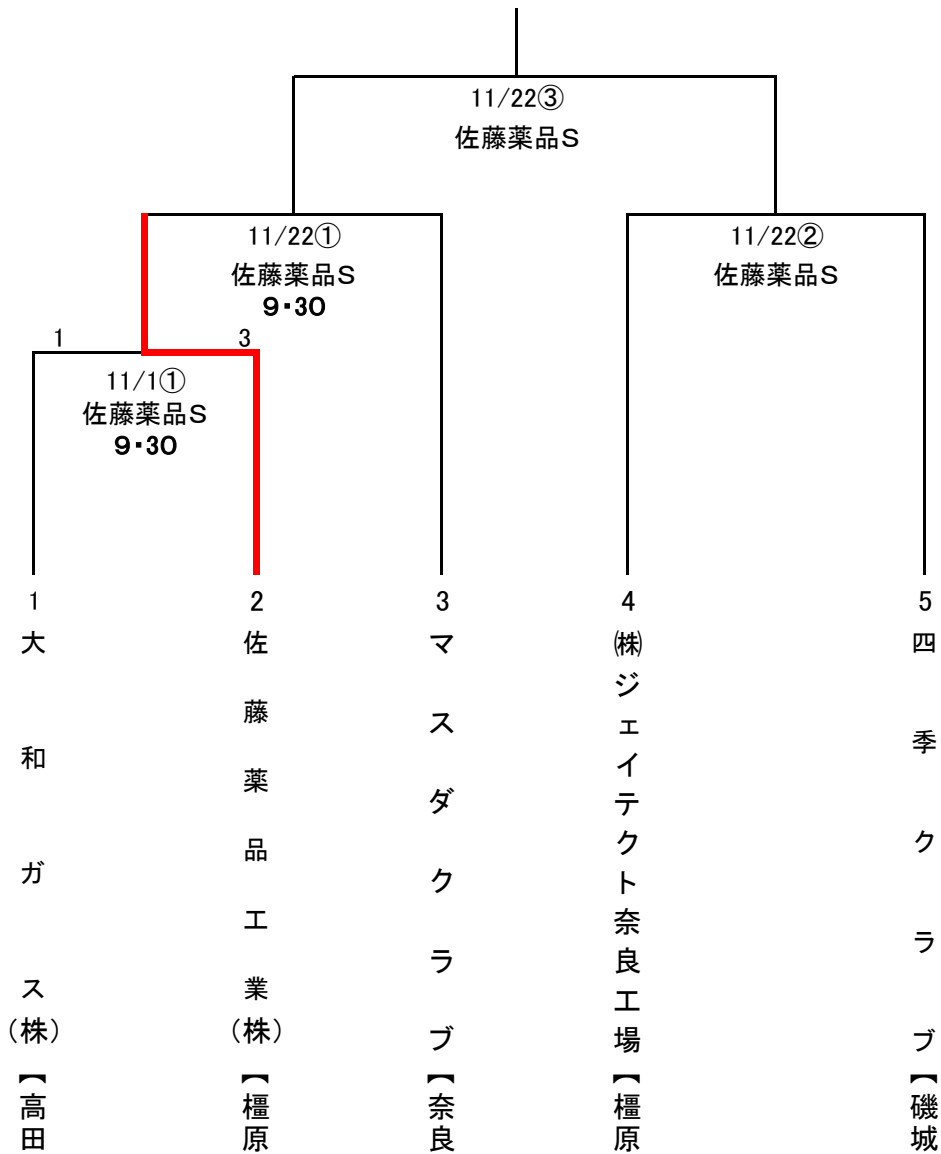 11/22③
佐藤薬品S
11/22①
佐藤薬品S
9・30
11/22②
佐藤薬品S
1
3
11/1①
佐藤薬品S
9・30
1
大和ガス(株)【高田
2
佐藤薬品工業(株)【橿原
3
マスダクラブ【奈良
4
㈱ジェイテクト奈良工場【橿原
5
四季クラブ【磯城